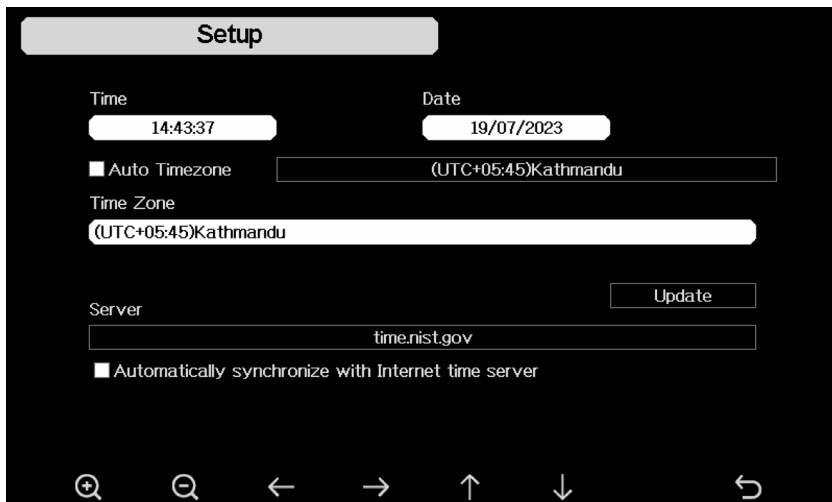 Setup
Time
Date
14:43:37
19/07/2023
Auto Timezone
(UTC+05:45)Kathmandu
Time Zone
(UTC+05:45)Kathmandu
Update
Server
time.nist.gov
Automatically synchronize with Internet time server